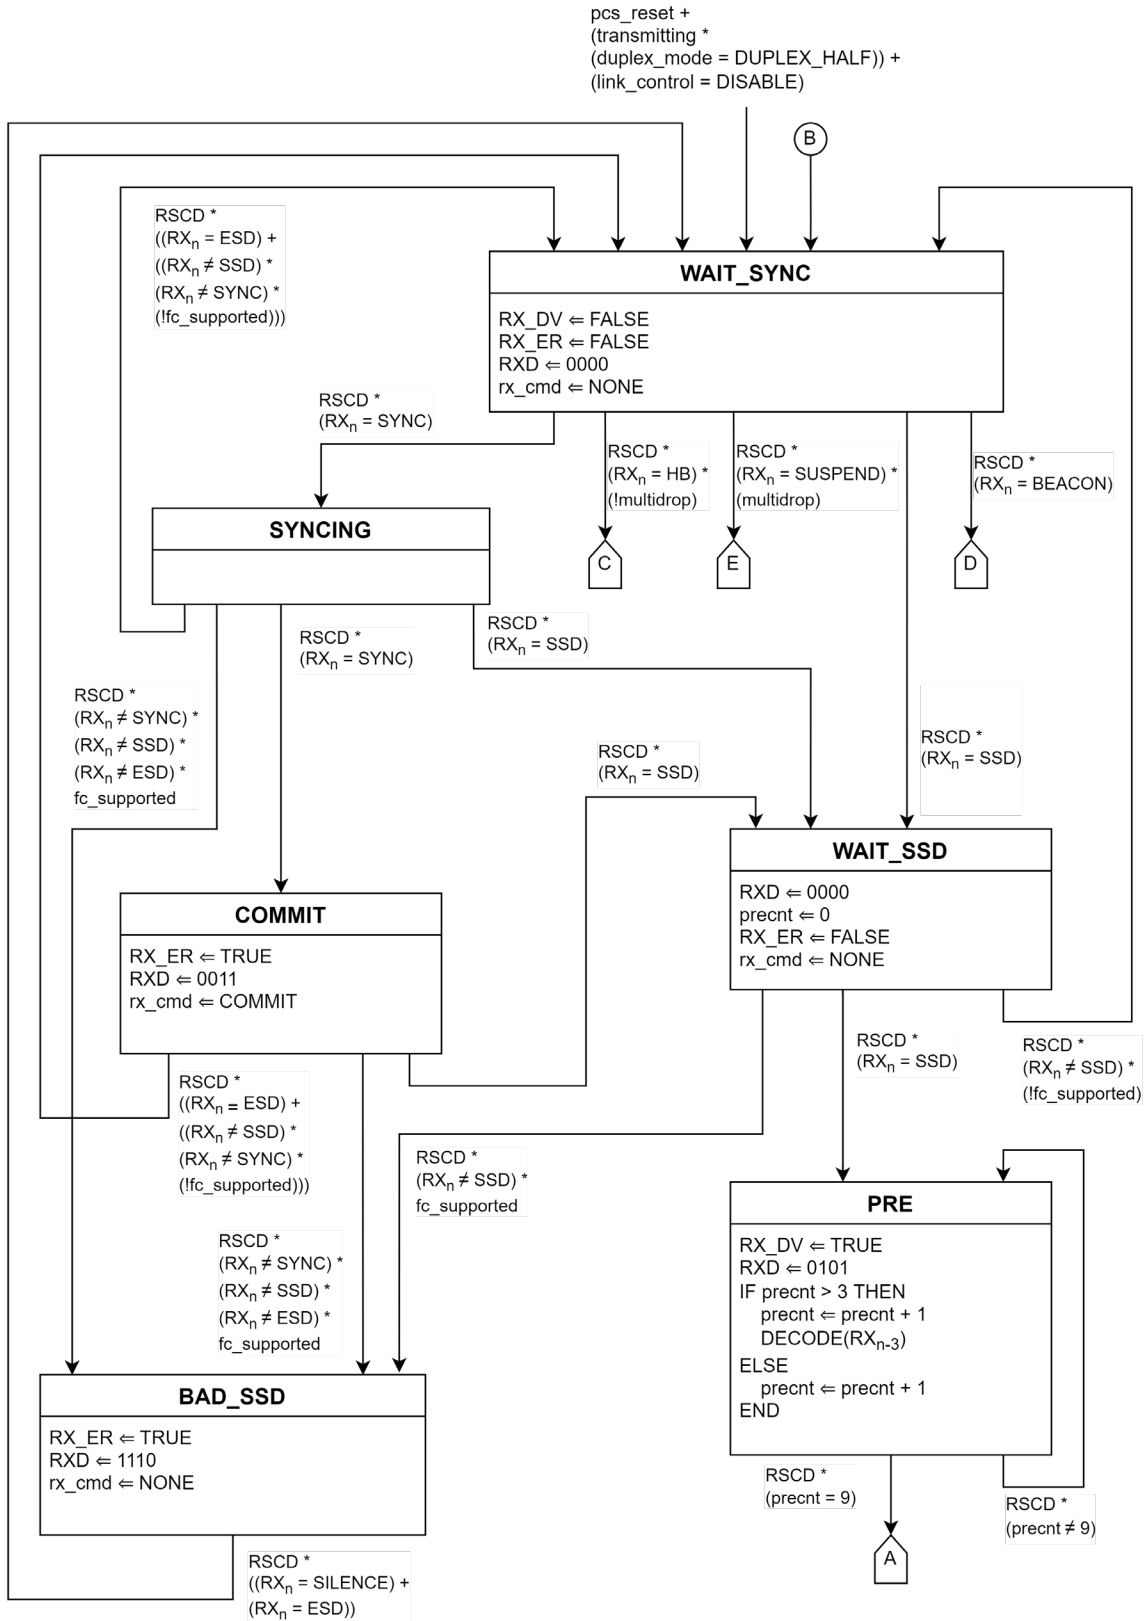 pcs_reset +
(transmitting *
(duplex_mode = DUPLEX_HALF)) +
(link_control = DISABLE)
B
RSCD *
((RXn = ESD) +
((RXn ≠ SSD) *
(RXn ≠ SYNC) *
(!fc_supported)))
WAIT_SYNC
RX_DV ⇐ FALSE
RX_ER ⇐ FALSE
RXD ⇐ 0000
rx_cmd ⇐ NONE
RSCD *
(RXn = SYNC)
RSCD *
(RXn = HB) *
(!multidrop)
RSCD *
(RXn = SUSPEND) *
(multidrop)
RSCD *
(RXn = BEACON)
SYNCING
C
E
D
RSCD *
(RXn = SYNC)
RSCD *
(RXn = SSD)
RSCD *
(RXn ≠ SYNC) *
(RXn ≠ SSD) *
(RXn ≠ ESD) *
fc_supported
RSCD *
(RXn = SSD)
RSCD *
(RXn = SSD)
WAIT_SSD
RXD ⇐ 0000
precnt ⇐ 0
RX_ER ⇐ FALSE
rx_cmd ⇐ NONE
COMMIT
RX_ER ⇐ TRUE
RXD ⇐ 0011
rx_cmd ⇐ COMMIT
RSCD *
(RXn = SSD)
RSCD *
(RXn ≠ SSD) *
(!fc_supported)
RSCD *
((RXn = ESD) +
((RXn ≠ SSD) *
(RXn ≠ SYNC) *
(!fc_supported)))
RSCD *
(RXn ≠ SSD) *
fc_supported
RSCD *
(RXn ≠ SYNC) *
(RXn ≠ SSD) *
(RXn ≠ ESD) *
fc_supported
PRE
RX_DV ⇐ TRUE
RXD ⇐ 0101
IF precnt > 3 THEN
precnt ⇐ precnt + 1
DECODE(RXn-3)
ELSE
precnt ⇐ precnt + 1
END
BAD_SSD
RX_ER ⇐ TRUE
RXD ⇐ 1110
rx_cmd ⇐ NONE
RSCD *
(precnt = 9)
RSCD *
(precnt ≠ 9)
A
RSCD *
((RXn = SILENCE) +
(RXn = ESD))